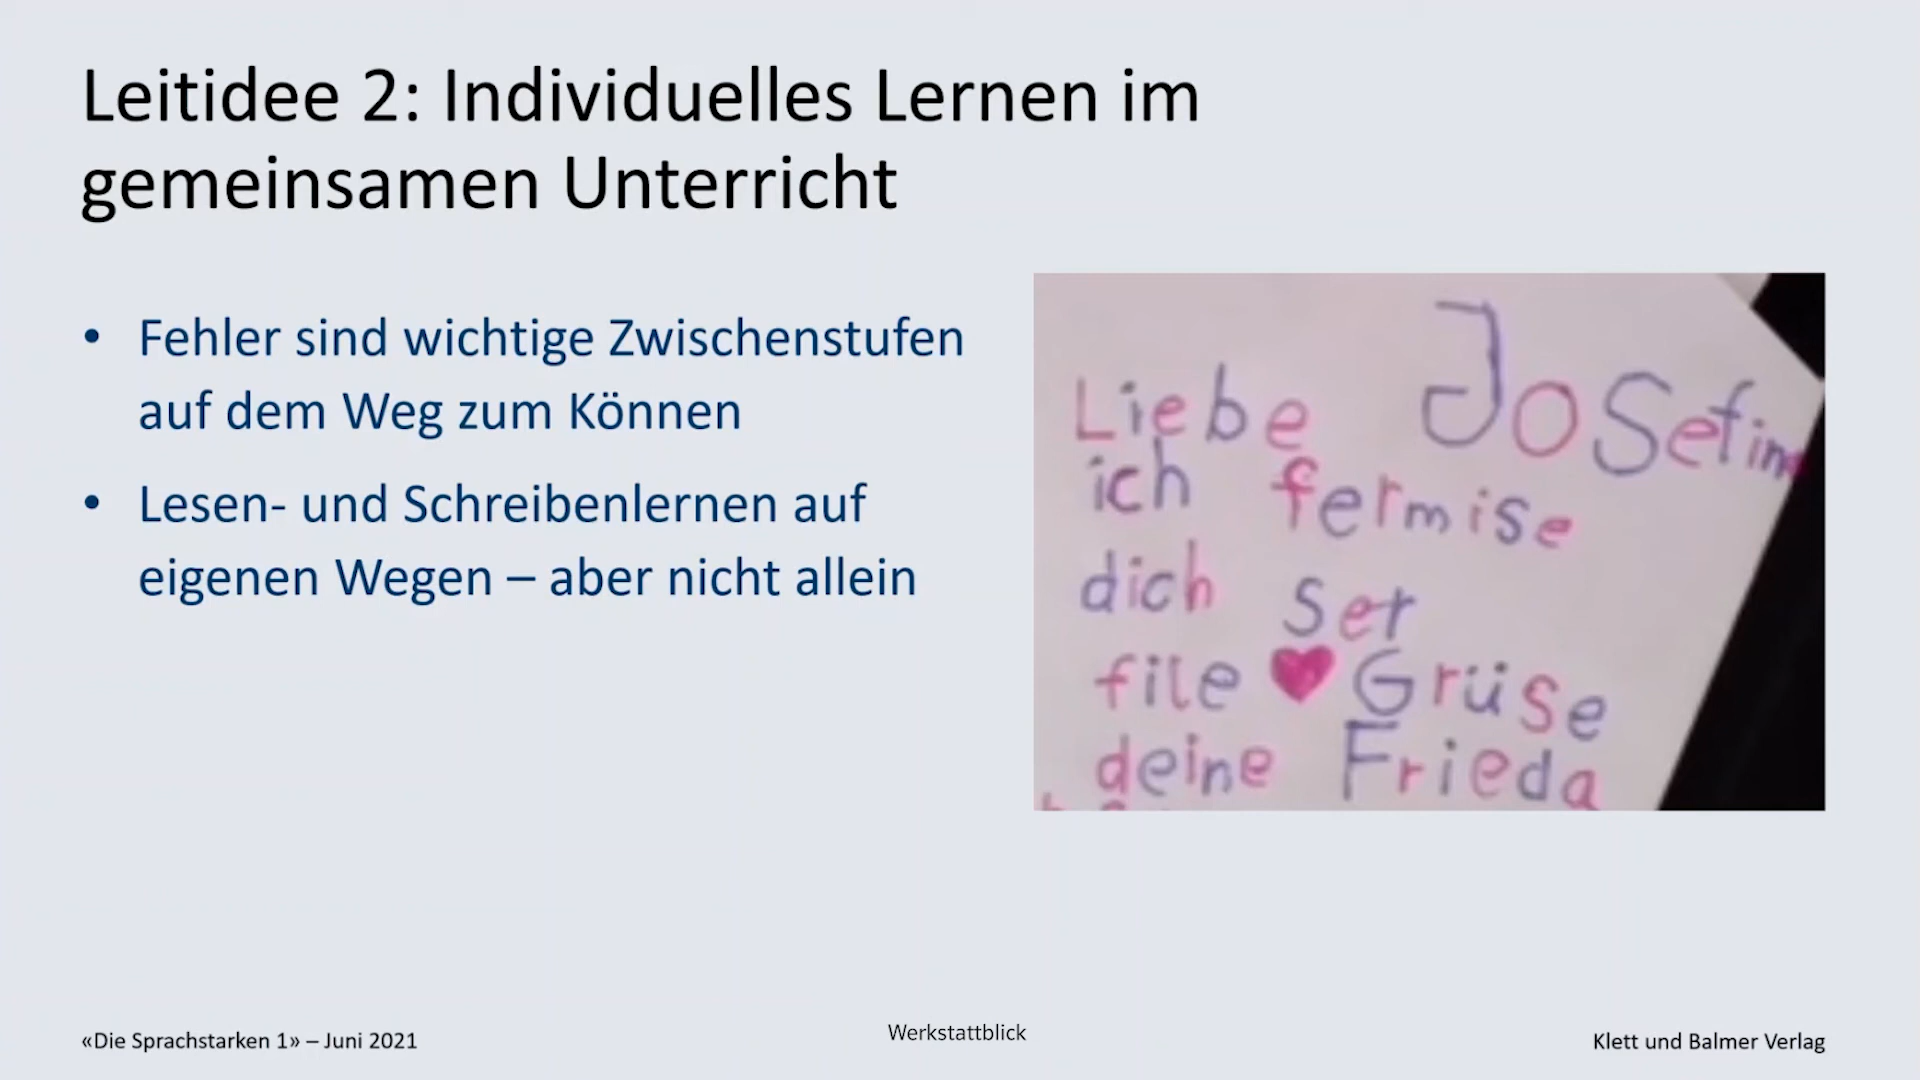 Leitidee 2: Individuelles Lernen im
gemeinsamen Unterricht
• Fehler sind wichtige Zwischenstufen
auf dem Weg zum Können
• Lesen- und Schreibenlernen auf
eigenen Wegen – aber nicht allein
Liebe JoSefine
ich fermise
dich Ser
file ♥ Grüse
deine Frieda
«Die Sprachstarken 1» – Juni 2021
Werkstattblick
Klett und Balmer Verlag